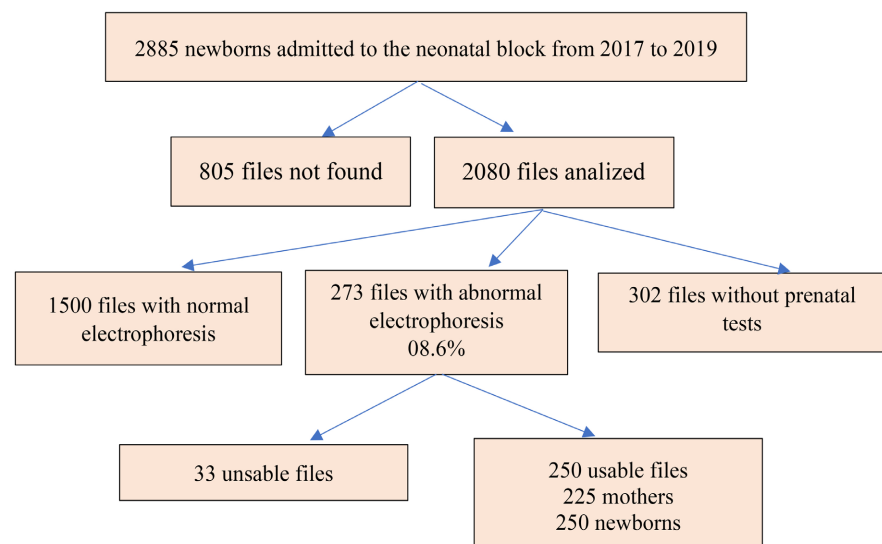 2885 newborns admitted to the neonatal block from 2017 to 2019
805 files not found
2080 files analized
1500 files with normal
electrophoresis
273 files with abnormal
electrophoresis
08.6%
302 files without prenatal
tests
33 unsable files
250 usable files
225 mothers
250 newborns